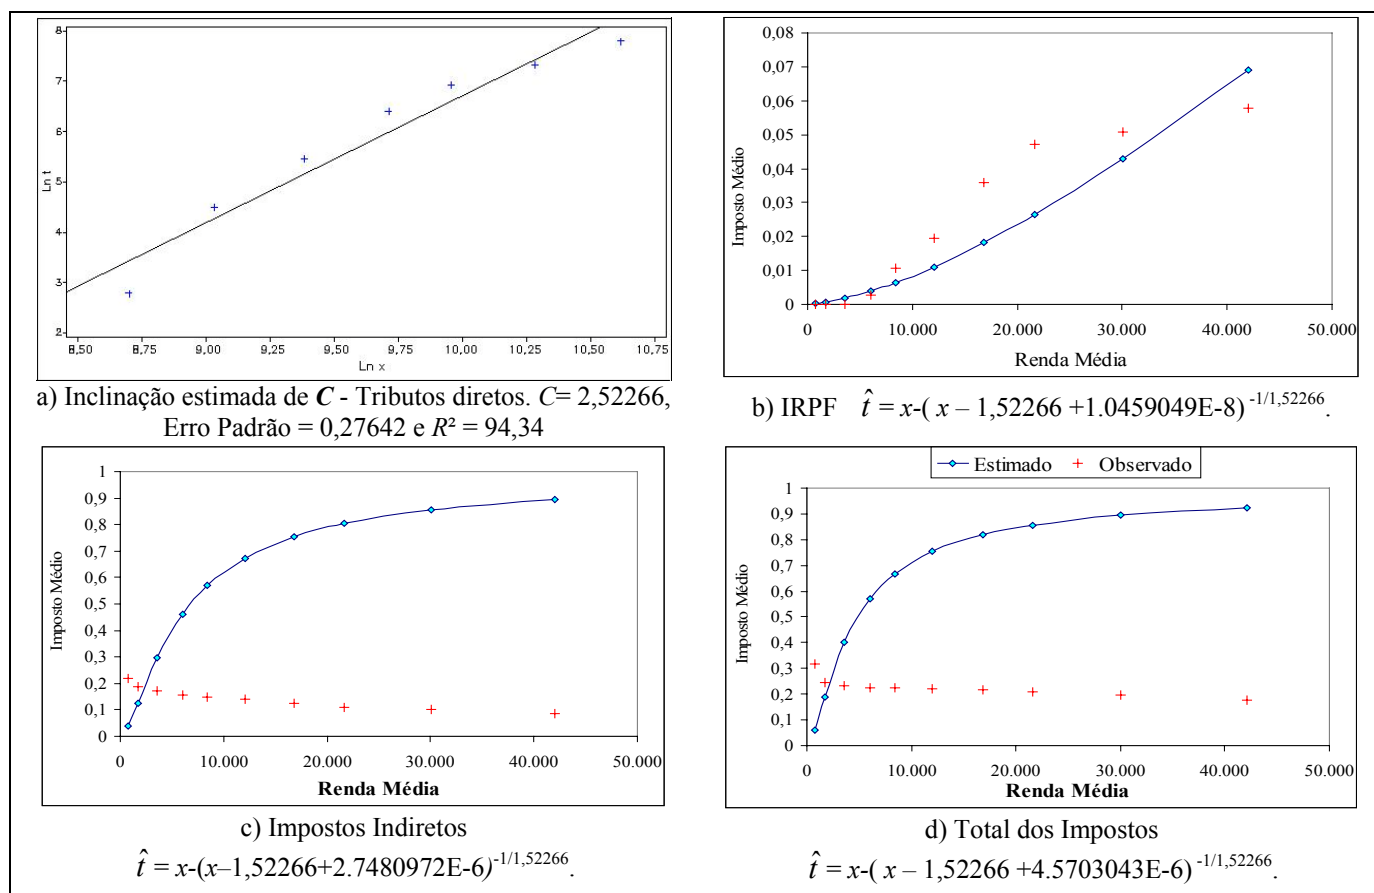 8
7
6
5
4
3
2
Ln t
8,50 8,75 9,00 9,25 9,50 9,75 10,00 10,25 10,50 10,75
Ln x
a) Inclinação estimada de C - Tributos diretos. C= 2,52266,
Erro Padrão = 0,27642 e R² = 94,34
0,08
0,07
0,06
0,05
0,04
0,03
0,02
0,01
0
Imposto Médio
10.000 20.000 30.000 40.000 50.000
Renda Média
b) IRPF t̂ = x-( x – 1,52266 +1.0459049E-8) -1/1,52266.
1
0,9
0,8
0,7
0,6
0,5
0,4
0,3
0,2
0,1
0
Imposto Médio
0 10.000 20.000 30.000 40.000 50.000
Renda Média
c) Impostos Indiretos
t̂ = x-(x–1,52266+2.7480972E-6) -1/1,52266.
Estimado Observado
1
0,9
0,8
0,7
0,6
0,5
0,4
0,3
0,2
0,1
0
Imposto Médio
0 10.000 20.000 30.000 40.000 50.000
Renda Média
d) Total dos Impostos
t̂ = x-( x – 1,52266 +4.5703043E-6) -1/1,52266.